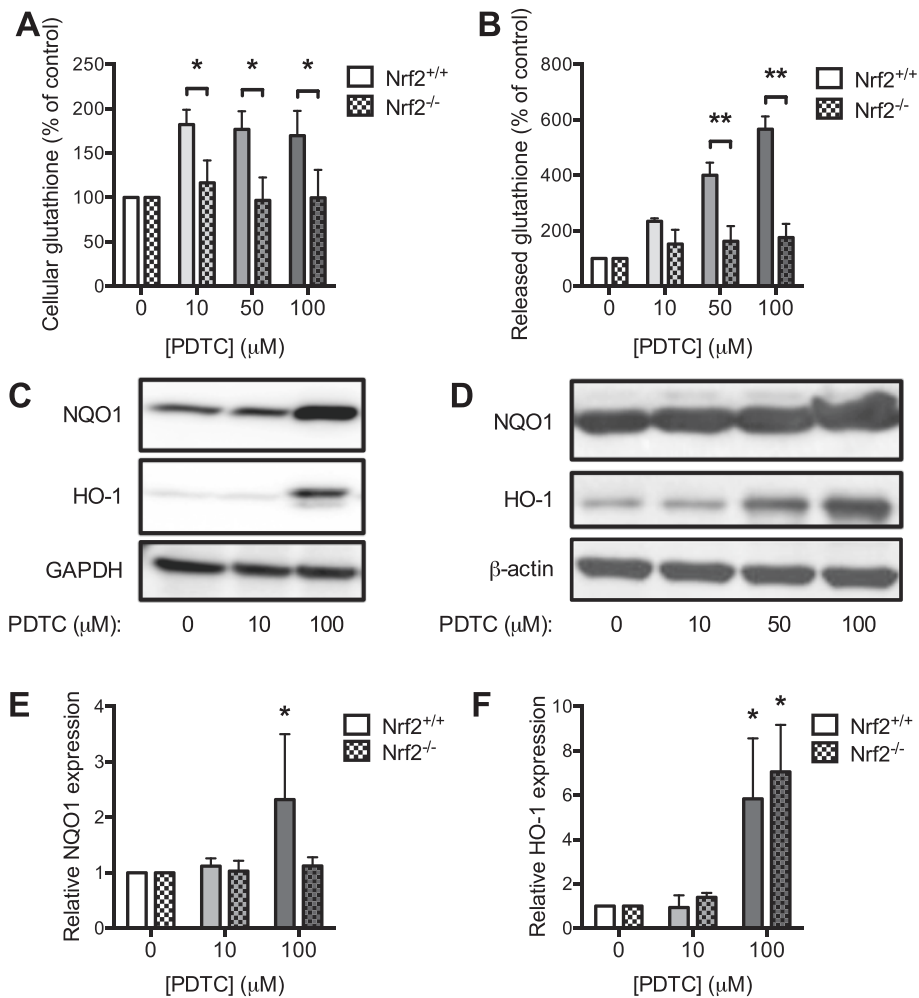 A
Cellular glutathione (% of control)
250
200
150
100
50
0
* * *
Nrf2+/+
Nrf2-/-
0 10 50 100
[PDTC] (μM)
B
Released glutathione (% of control)
800
600
400
200
0
** **
Nrf2+/+
Nrf2-/-
0 10 50 100
[PDTC] (μM)
C
NQO1
HO-1
GAPDH
PDTC (μM): 0 10 100
D
NQO1
HO-1
β-actin
PDTC (μM): 0 10 50 100
E
Relative NQO1 expression
4
3
2
1
0
*
Nrf2+/+
Nrf2-/-
0 10 100
[PDTC] (μM)
F
Relative HO-1 expression
10
8
6
4
2
0
* *
Nrf2+/+
Nrf2-/-
0 10 100
[PDTC] (μM)